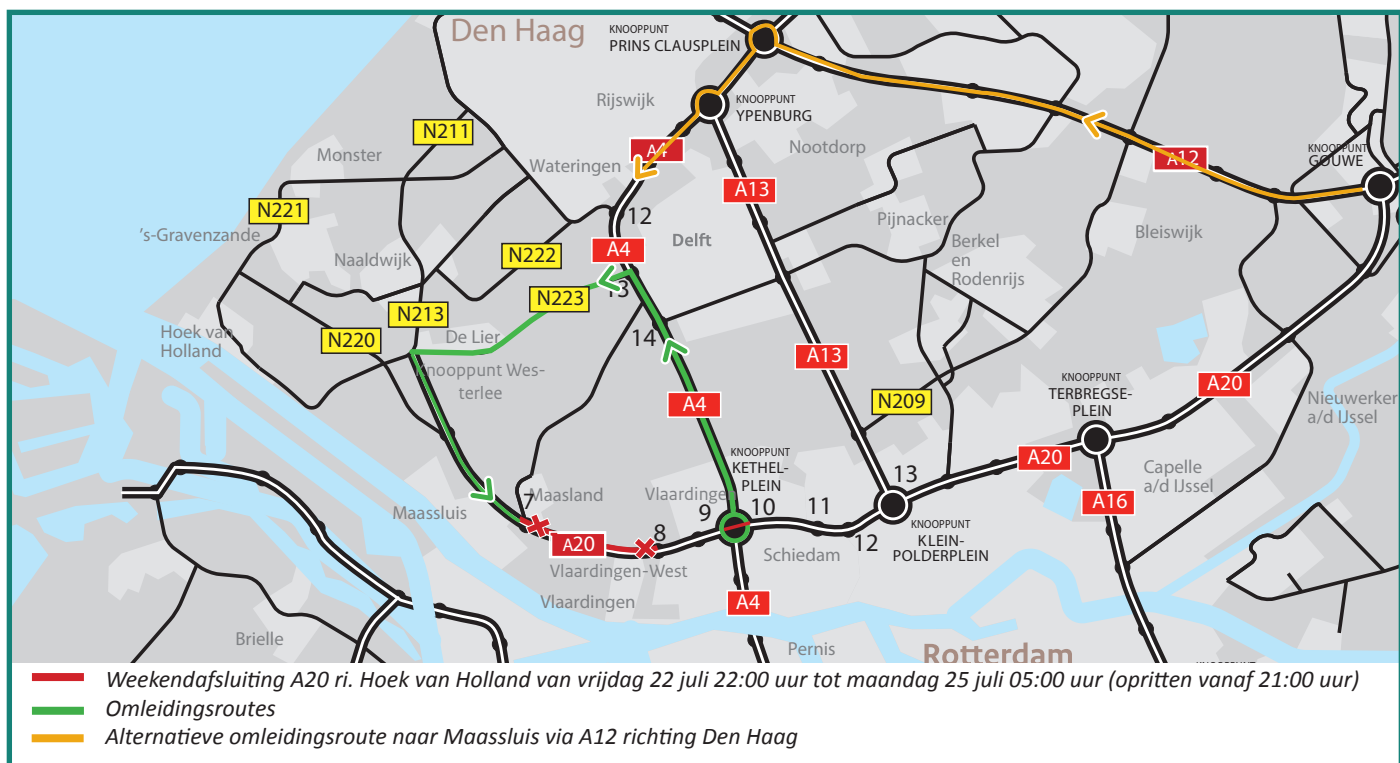 Den Haag
KNOOPPUNT
PRINS CLAUSPLEIN
Rijswijk
KNOOPPUNT
YPENBURG
N211
Monster
Wateringen
A4
Nootdorp
A12
KNOOPPUNT
GOUWE
A13
N221
's-Gravenzande
12
Pijnacker
Delft
Bleiswijk
Berkel
en
Rodenrijs
A4
N222
Naaldwijk
13
N223
N213
Hoek van
Holland
N220
De Lier
14
Knooppunt Wes-
terlee
A13
KNOOPPUNT
TERBREGSE-
PLEIN
A20
Nieuwerker
a/d IJssel
N209
A4
KNOOPPUNT
KETHEL-
PLEIN
A20
Capelle
a/d IJssel
13
7
Maasland
Vlaardingen
Maassluis
9
10
11
A16
8
12
KNOOPPUNT
KLEIN-
POLDERPLEIN
A20
Schiedam
Vlaardingen-West
Vlaardingen
A4
Brielle
Pernis
Rotterdam
Weekendafsluiting A20 ri. Hoek van Holland van vrijdag 22 juli 22:00 uur tot maandag 25 juli 05:00 uur (opritten vanaf 21:00 uur)
Omleidingsroutes
Alternatieve omleidingsroute naar Maassluis via A12 richting Den Haag